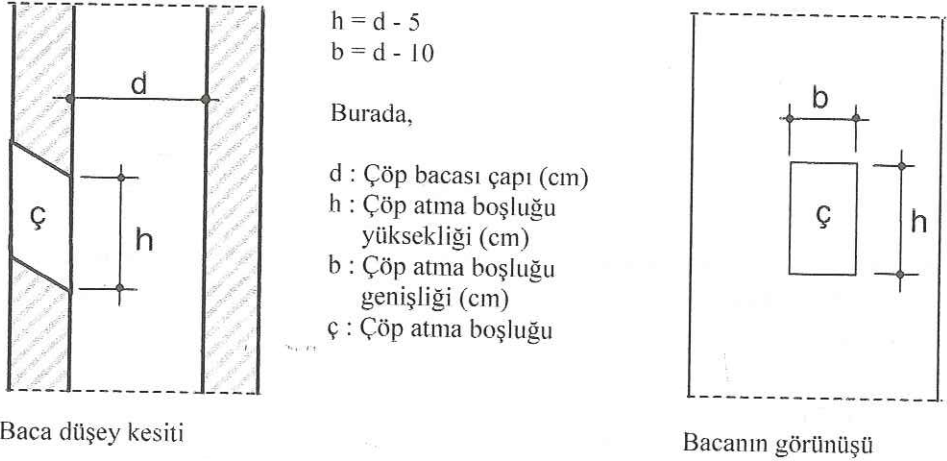 h = d - 5
b = d - 10
Burada,
d : Çöp bacası çapı (cm)
h : Çöp atma boşluğu
yüksekliği (cm)
b : Çöp atma boşluğu
genişliği (cm)
ç : Çöp atma boşluğu
d
ç
h
Baca düşey kesiti
b
ç
h
Bacanın görünüşü